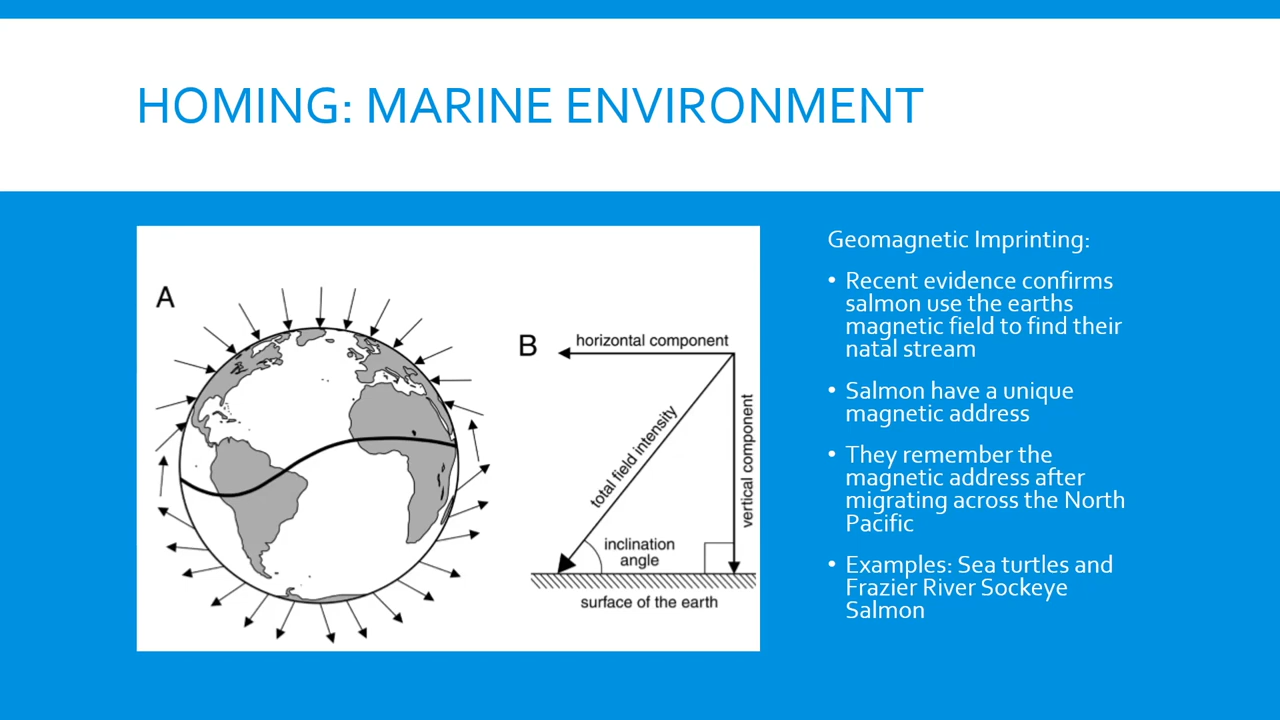 HOMING: MARINE ENVIRONMENT
A
B
horizontal component
total field intensity
vertical component
inclination
angle
surface of the earth
Geomagnetic Imprinting:
• Recent evidence confirms
salmon use the earths
magnetic field to find their
natal stream
• Salmon have a unique
magnetic address
• They remember the
magnetic address after
migrating across the North
Pacific
• Examples: Sea turtles and
Frazier River Sockeye
Salmon